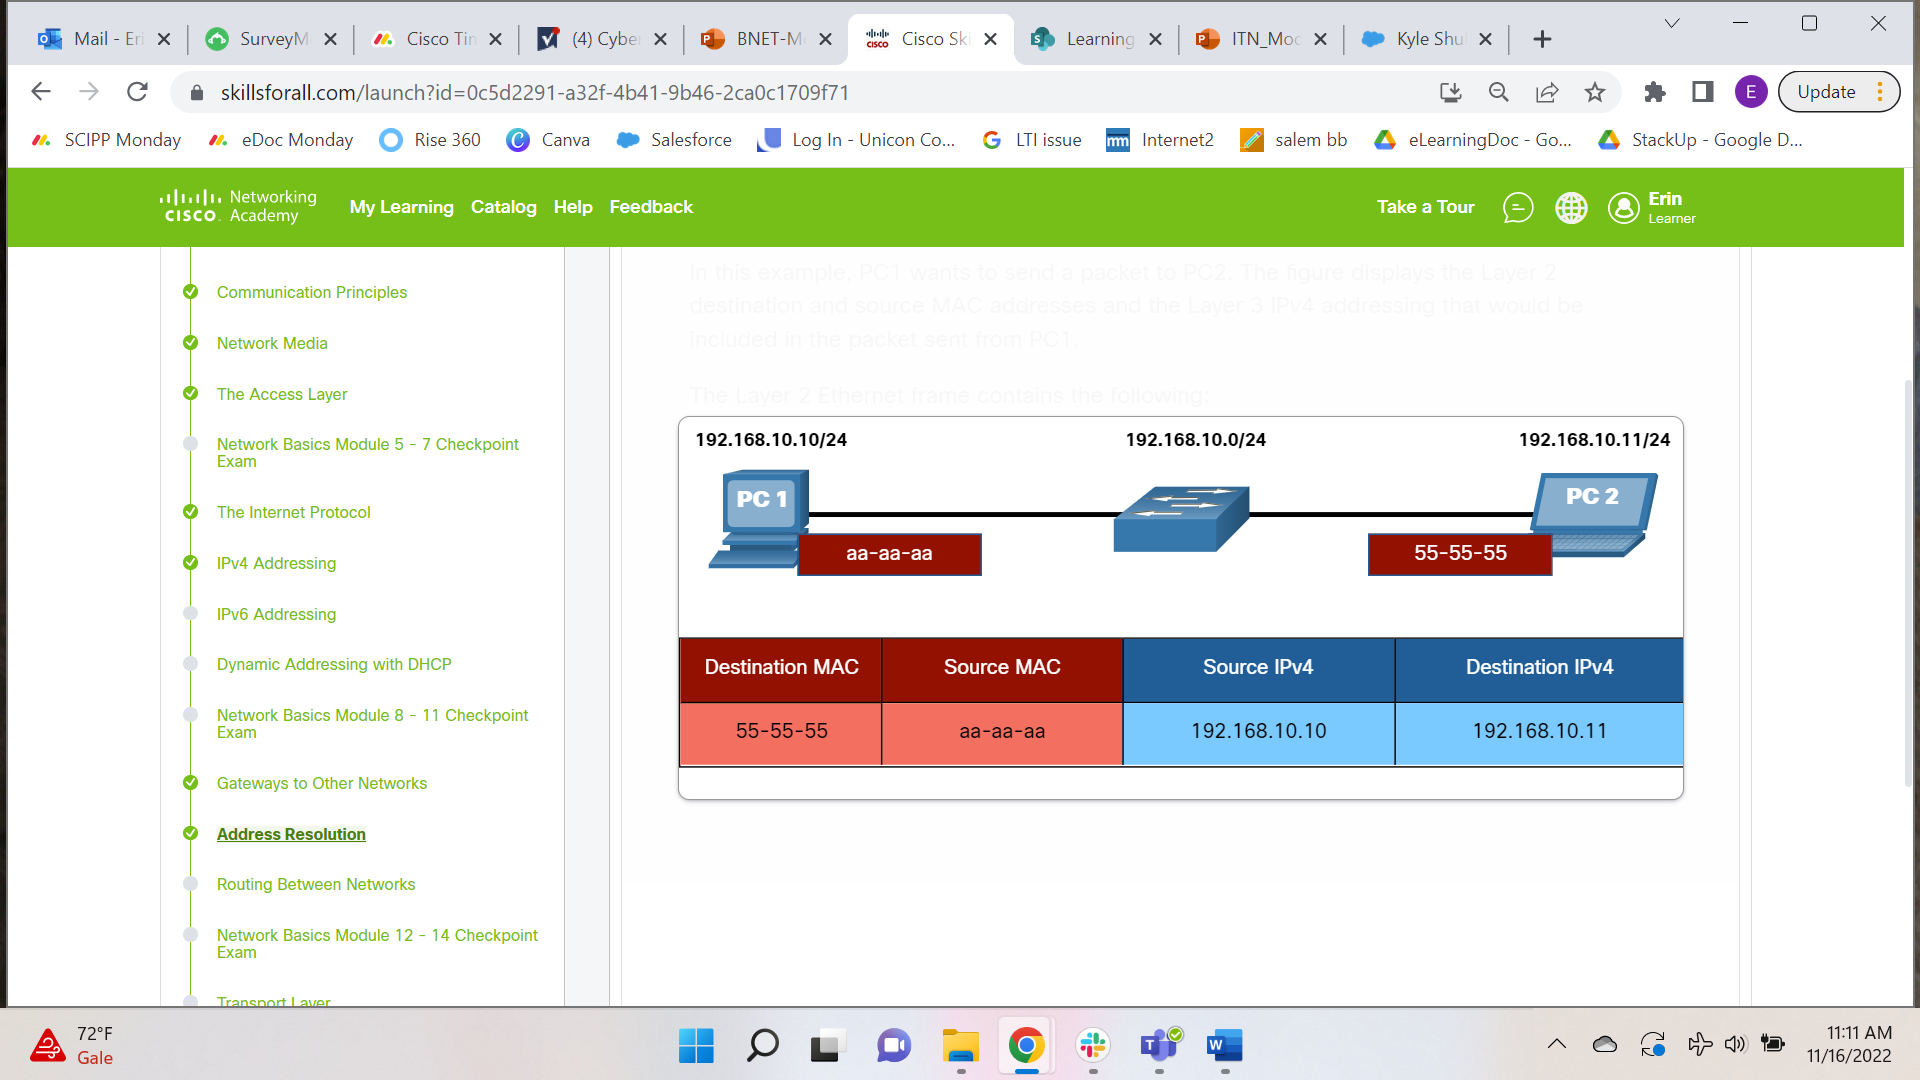 Mail - Eri
SurveyM
Cisco Tim
(4) Cyber
BNET-Mo
Cisco Ski
Learning
ITN_Moc
Kyle Shul
skillsforall.com/launch?id=0c5d2291-a32f-4b41-9b46-2ca0c1709f71
E
Update
SCIPP Monday
eDoc Monday
Rise 360
Canva
Salesforce
Log In - Unicon Co...
LTI issue
Internet2
salem bb
eLearningDoc - Go...
StackUp - Google D...
CISCO Networking Academy
My Learning
Catalog
Help
Feedback
Take a Tour
Erin
Learner
Communication Principles
Network Media
The Access Layer
Network Basics Module 5 - 7 Checkpoint
Exam
The Internet Protocol
IPv4 Addressing
IPv6 Addressing
Dynamic Addressing with DHCP
Network Basics Module 8 - 11 Checkpoint
Exam
Gateways to Other Networks
Address Resolution
Routing Between Networks
Network Basics Module 12 - 14 Checkpoint
Exam
Transport Layer
In this example, PC1 wants to send a packet to PC2. The figure displays the Layer 2
destination and source MAC addresses and the Layer 3 IPv4 addressing that would be
included in the packet sent from PC1.
The Layer 2 Ethernet frame contains the following:
192.168.10.10/24
192.168.10.0/24
192.168.10.11/24
PC 1
PC 2
aa-aa-aa
55-55-55
Destination MAC
Source MAC
Source IPv4
Destination IPv4
55-55-55
aa-aa-aa
192.168.10.10
192.168.10.11
72°F
Gale
11:11 AM
11/16/2022